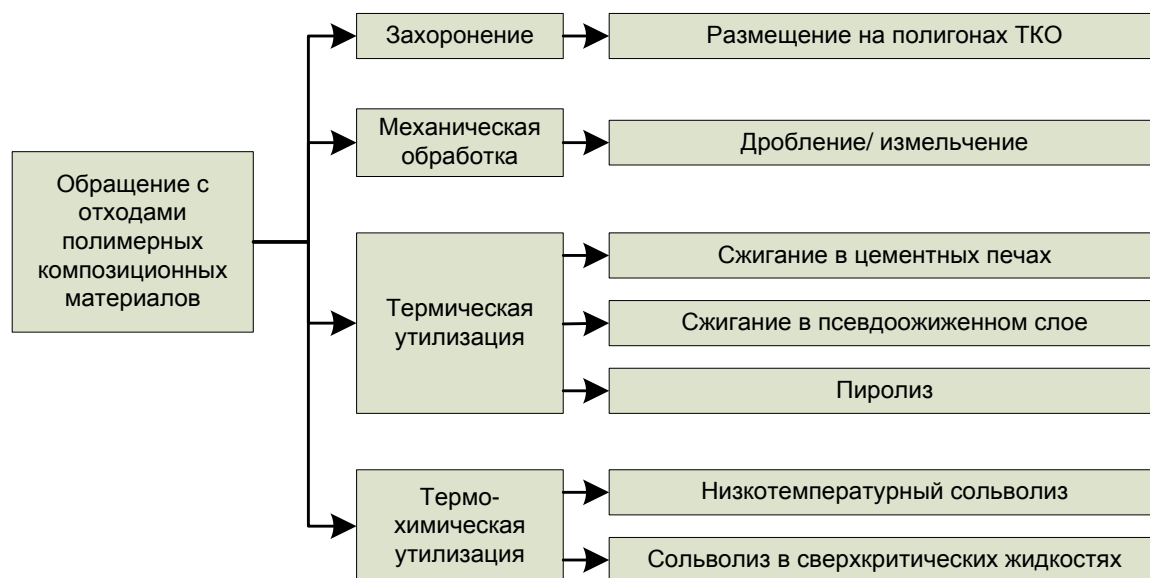 Обращение с
отходами
полимерных
композиционных
материалов
Захоронение
Размещение на полигонах ТКО
Механическая
обработка
Дробление/ измельчение
Термическая
утилизация
Сжигание в цементных печах
Сжигание в псевдоожиженном слое
Пиролиз
Термо-
химическая
утилизация
Низкотемпературный сольволиз
Сольволиз в сверхкритических жидкостях